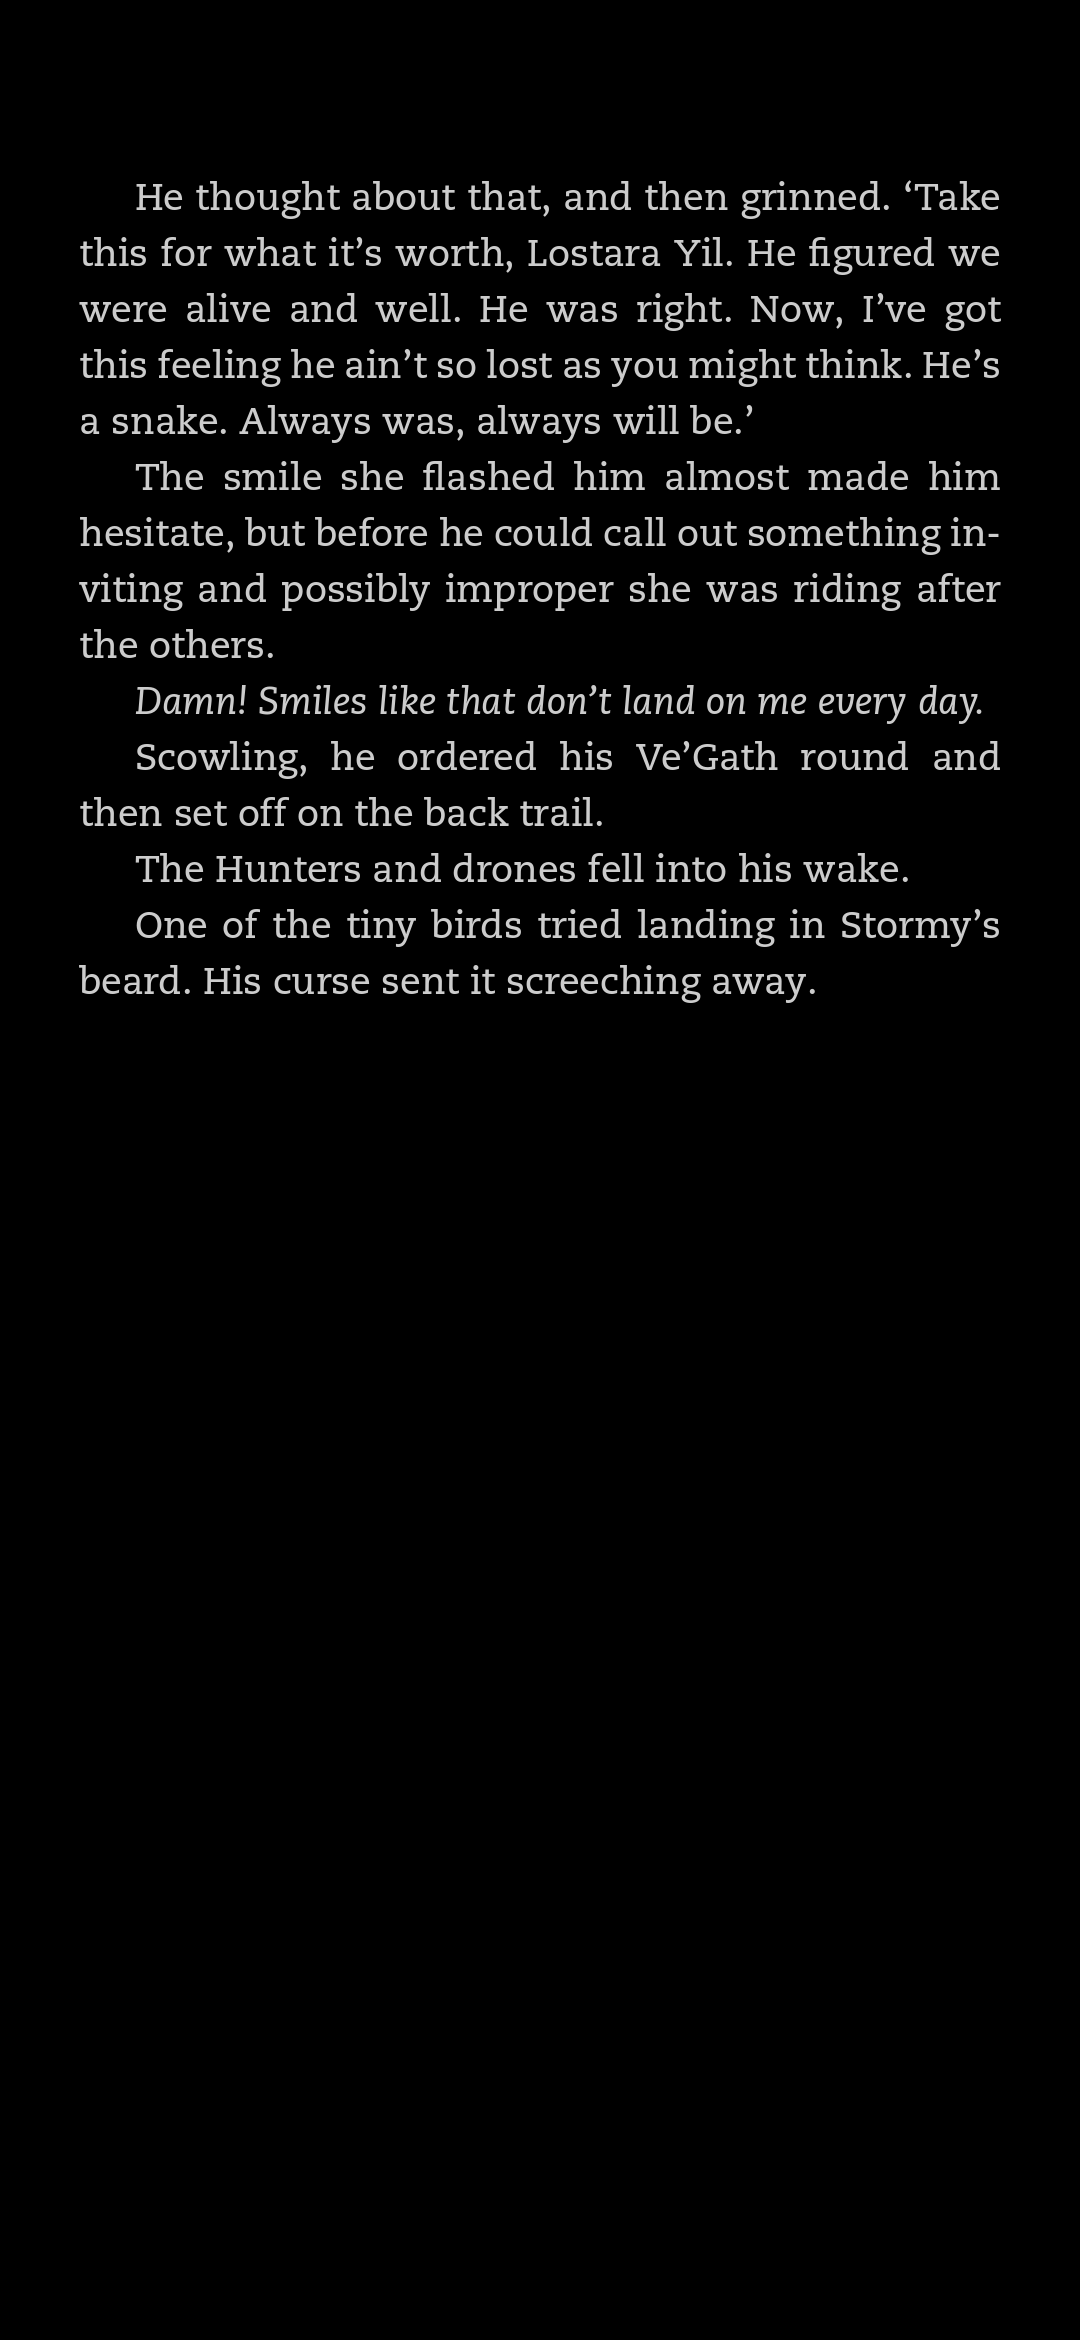 He thought about that, and then grinned. ‘Take
this for what it’s worth, Lostara Yil. He figured we
were alive and well. He was right. Now, I’ve got
this feeling he ain’t so lost as you might think. He’s
a snake. Always was, always will be.’
The smile she flashed him almost made him
hesitate, but before he could call out something in-
viting and possibly improper she was riding after
the others.
Damn! Smiles like that don’t land on me every day.
Scowling, he ordered his Ve’Gath round and
then set off on the back trail.
The Hunters and drones fell into his wake.
One of the tiny birds tried landing in Stormy’s
beard. His curse sent it screeching away.